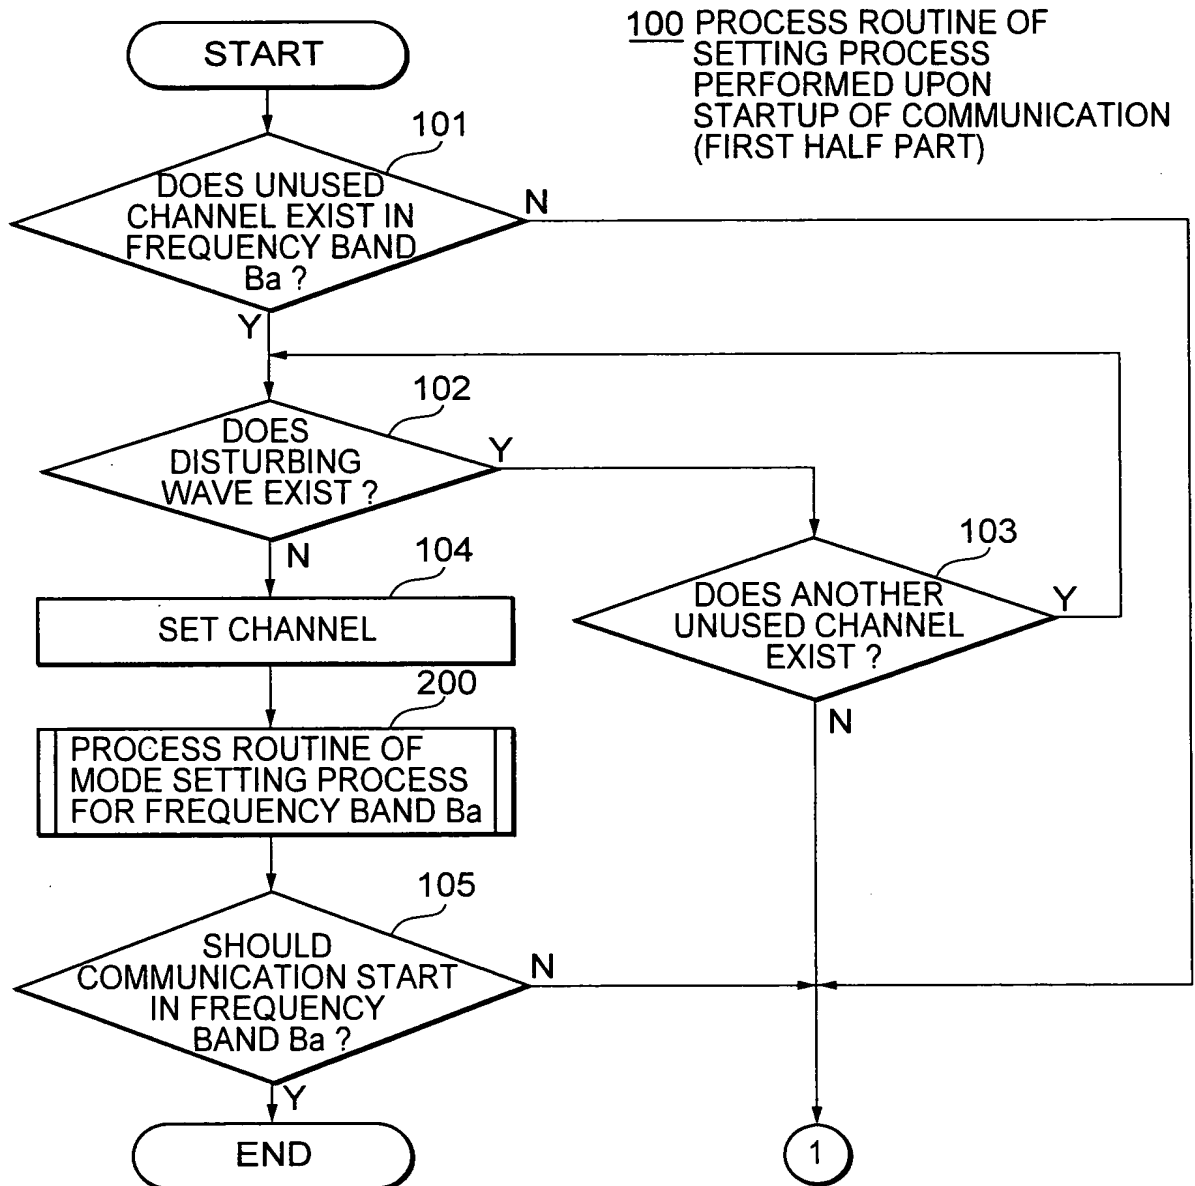 100 PROCESS ROUTINE OF
SETTING PROCESS
PERFORMED UPON
STARTUP OF COMMUNICATION
(FIRST HALF PART)
START
101
DOES UNUSED
CHANNEL EXIST IN
FREQUENCY BAND
Ba ?
N
Y
102
DOES
DISTURBING
WAVE EXIST ?
Y
N
103
DOES ANOTHER
UNUSED CHANNEL
EXIST ?
Y
N
104
SET CHANNEL
200
PROCESS ROUTINE OF
MODE SETTING PROCESS
FOR FREQUENCY BAND Ba
105
SHOULD
COMMUNICATION START
IN FREQUENCY
BAND Ba ?
N
Y
END
1